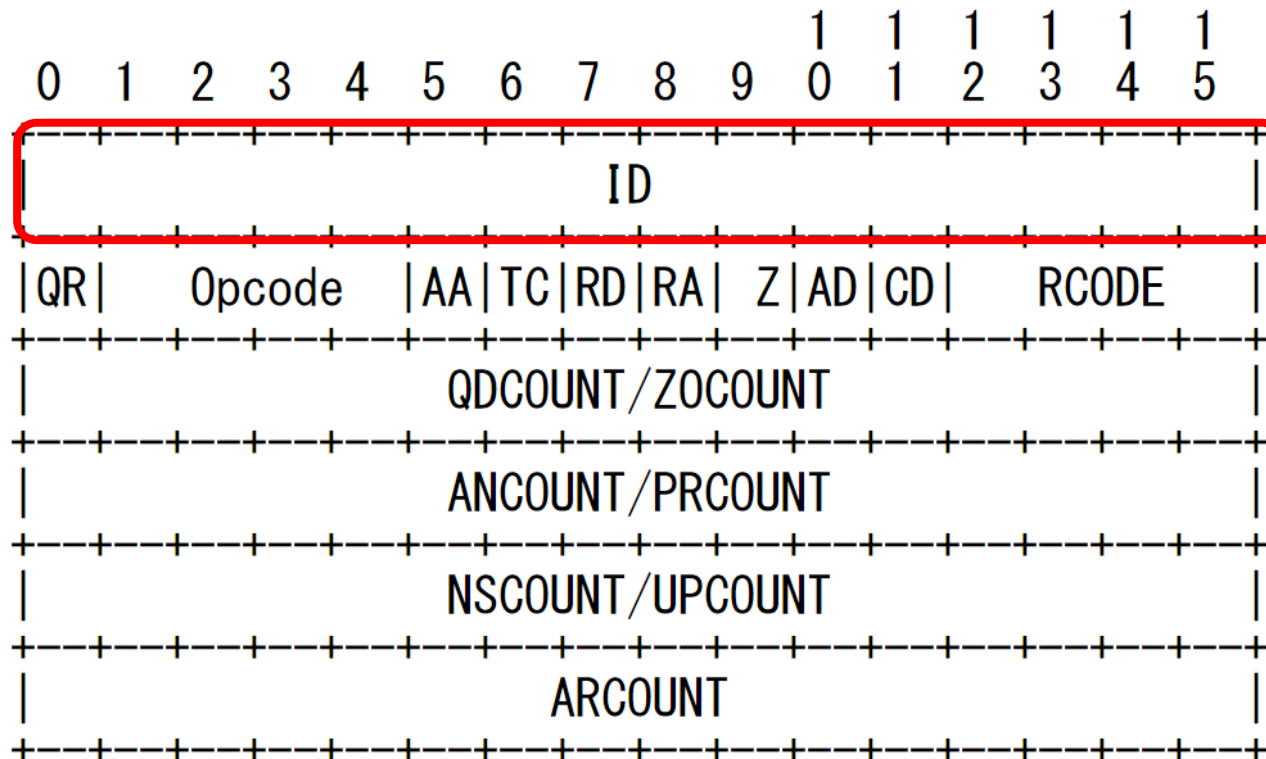 1  1  1  1  1  1
  0  1  2  3  4  5  6  7  8  9  0  1  2  3  4  5
+--+--+--+--+--+--+--+--+--+--+--+--+--+--+--+--+
|                      ID                       |
+--+--+--+--+--+--+--+--+--+--+--+--+--+--+--+--+
|QR|   Opcode  |AA|TC|RD|RA| Z|AD|CD|   RCODE   |
+--+--+--+--+--+--+--+--+--+--+--+--+--+--+--+--+
|                QDCOUNT/ZOCOUNT                |
+--+--+--+--+--+--+--+--+--+--+--+--+--+--+--+--+
|                ANCOUNT/PRCOUNT                |
+--+--+--+--+--+--+--+--+--+--+--+--+--+--+--+--+
|                NSCOUNT/UPCOUNT                |
+--+--+--+--+--+--+--+--+--+--+--+--+--+--+--+--+
|                    ARCOUNT                    |
+--+--+--+--+--+--+--+--+--+--+--+--+--+--+--+--+